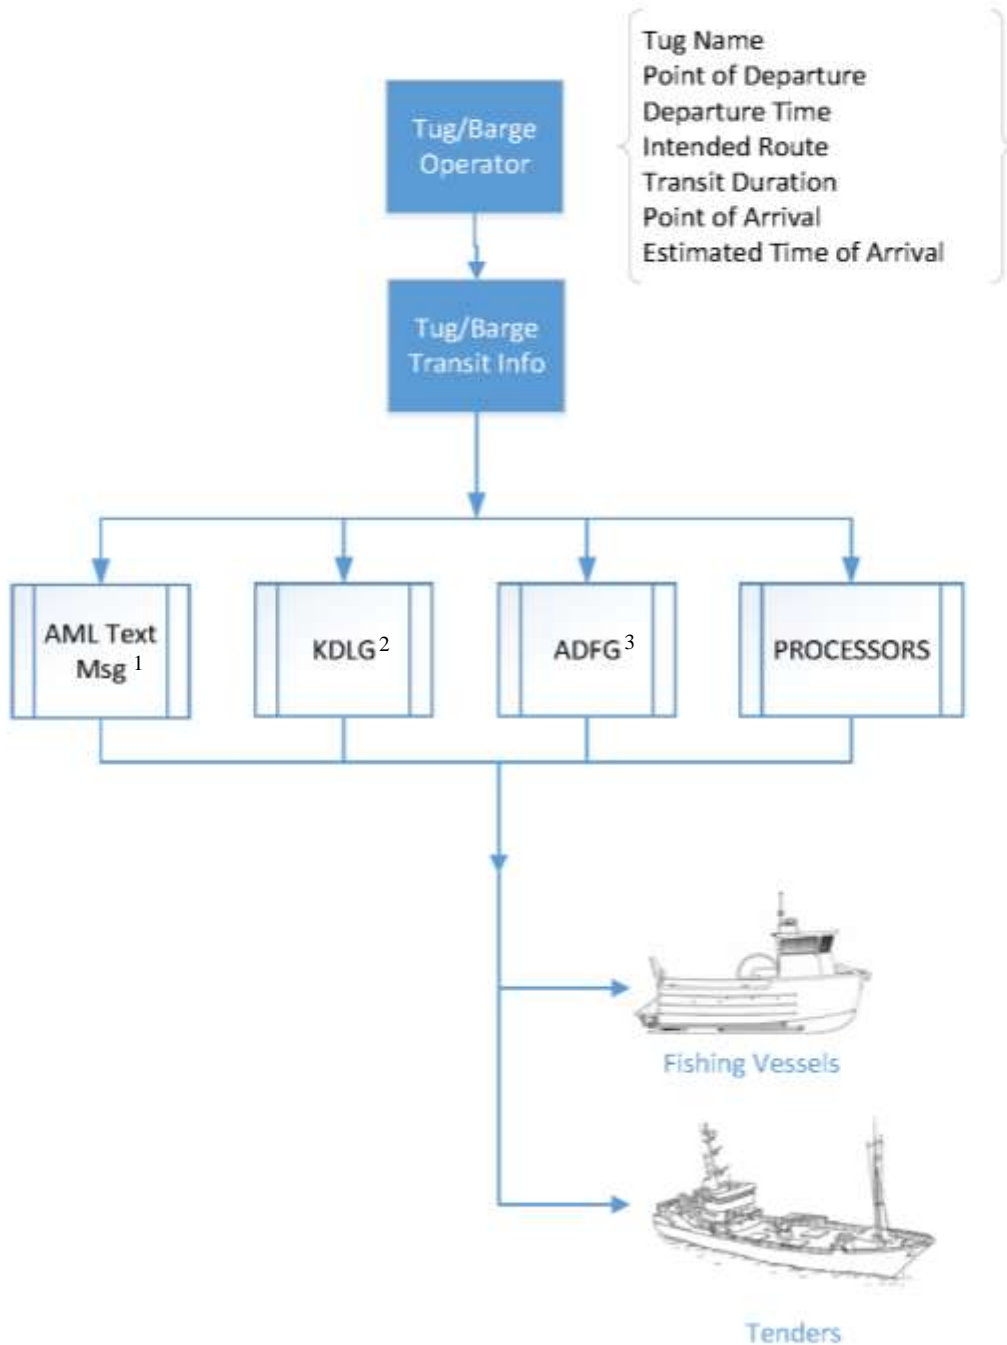 Tug Name
Point of Departure
Departure Time
Intended Route
Transit Duration
Point of Arrival
Estimated Time of Arrival
Tug/Barge
Operator
Tug/Barge
Transit Info
AML Text
Msg 1
KDLG 2
ADFG 3
PROCESSORS
Fishing Vessels
Tenders